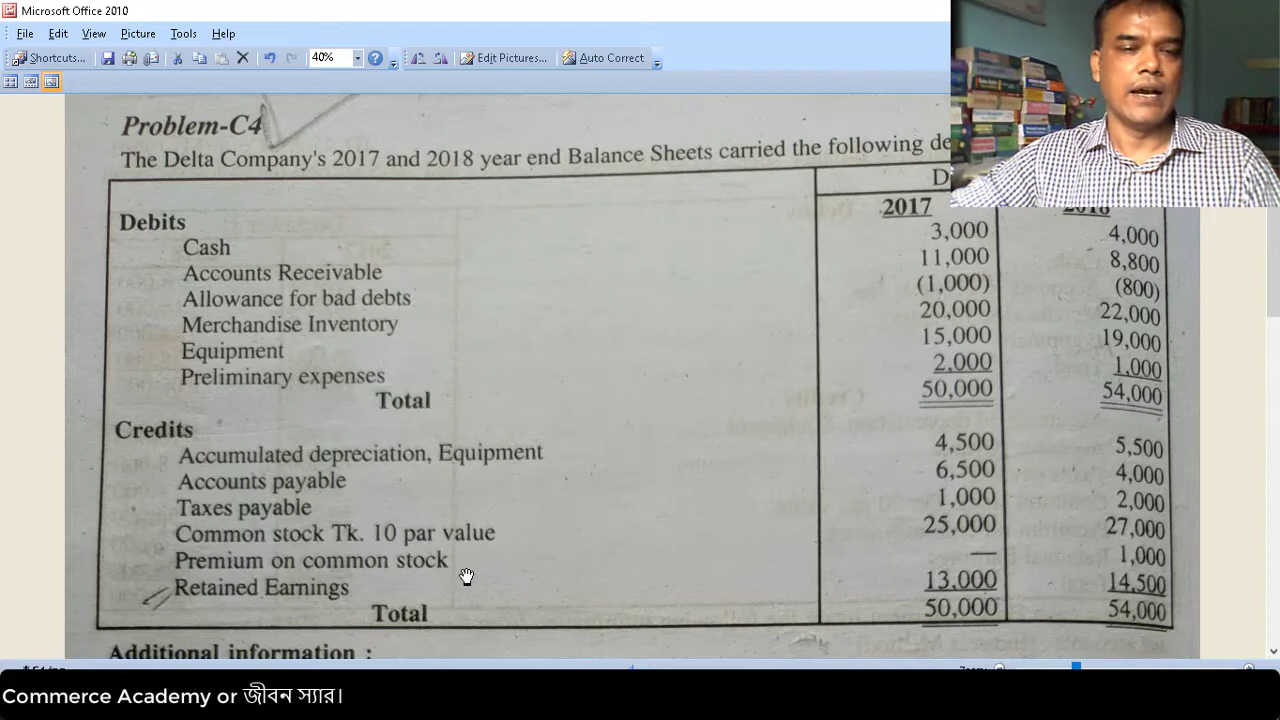 Microsoft Office 2010
File Edit View Picture Tools Help
Shortcuts... 40% Edit Pictures... Auto Correct
Problem-C4
The Delta Company's 2017 and 2018 year end Balance Sheets carried the following
2017 2018
Debits
Cash 3,000 4,000
Accounts Receivable 11,000 8,800
Allowance for bad debts (1,000) (800)
Merchandise Inventory 20,000 22,000
Equipment 15,000 19,000
Preliminary expenses 2,000 1,000
Total 50,000 54,000
Credits
Accumulated depreciation, Equipment 4,500 5,500
Accounts payable 6,500 4,000
Taxes payable 1,000 2,000
Common stock Tk. 10 par value 25,000 27,000
Premium on common stock — 1,000
Retained Earnings 13,000 14,500
Total 50,000 54,000
Additional information :
Commerce Academy or জীবন স্যার।